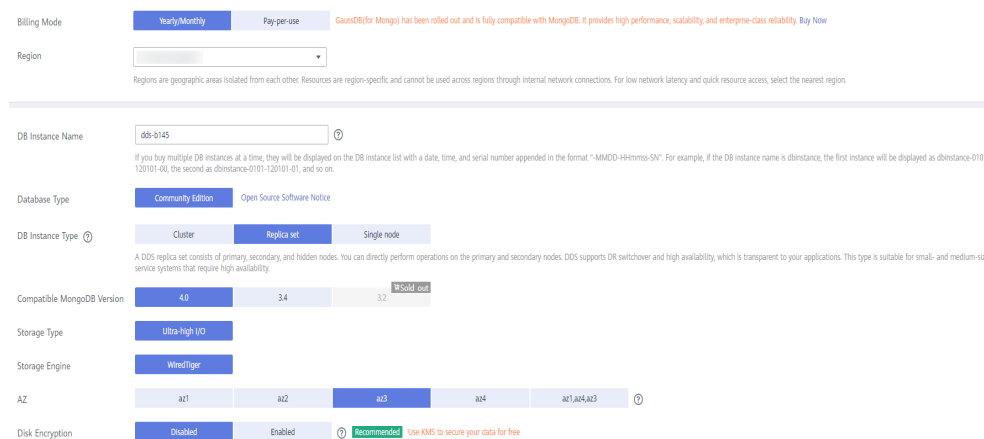 Billing Mode Yearly/Monthly Pay-per-use GaussDB(for Mongo) has been rolled out and is fully compatible with MongoDB. It provides high performance, scalability, and enterprise-class reliability. Buy Now
Region
Regions are geographic areas isolated from each other. Resources are region-specific and cannot be used across regions through internal network connections. For low network latency and quick resource access, select the nearest region.
DB Instance Name dds-b145 ?
If you buy multiple DB instances at a time, they will be displayed on the DB instance list with a date, time, and serial number appended in the format "-MMDD-HHmmss-SN". For example, if the DB instance name is dbinstance, the first instance will be displayed as dbinstance-010
120101-00, the second as dbinstance-0101-120101-01, and so on.
Database Type Community Edition Open Source Software Notice
DB Instance Type ? Cluster Replica set Single node
A DDS replica set consists of primary, secondary, and hidden nodes. You can directly perform operations on the primary and secondary nodes. DDS supports DR switchover and high availability, which is transparent to your applications. This type is suitable for small- and medium-siz
service systems that require high availability.
Sold out
Compatible MongoDB Version 4.0 3.4 3.2
Storage Type Ultra-high I/O
Storage Engine WiredTiger
AZ az1 az2 az3 az4 az1,az4,az3 ?
Disk Encryption Disabled Enabled ? Recommended Use KMS to secure your data for free